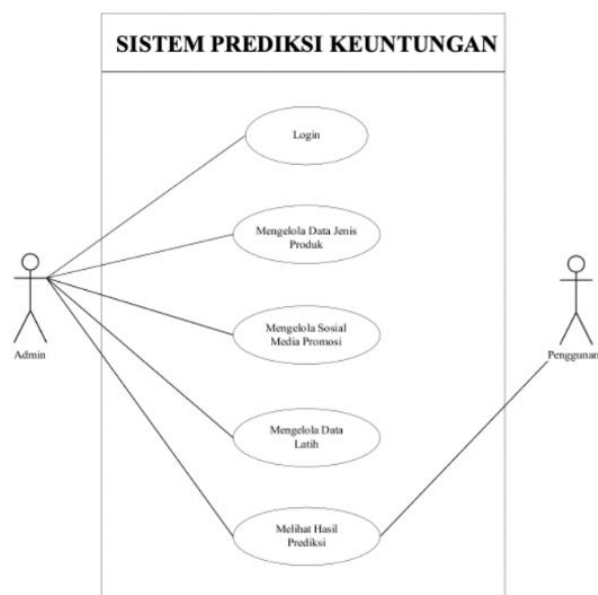 SISTEM PREDIKSI KEUNTUNGAN
Login
Mengelola Data Jenis
Produk
Mengelola Sosial
Media Promosi
Admin
Penggunan
Mengelola Data
Latih
Melihat Hasil
Prediksi